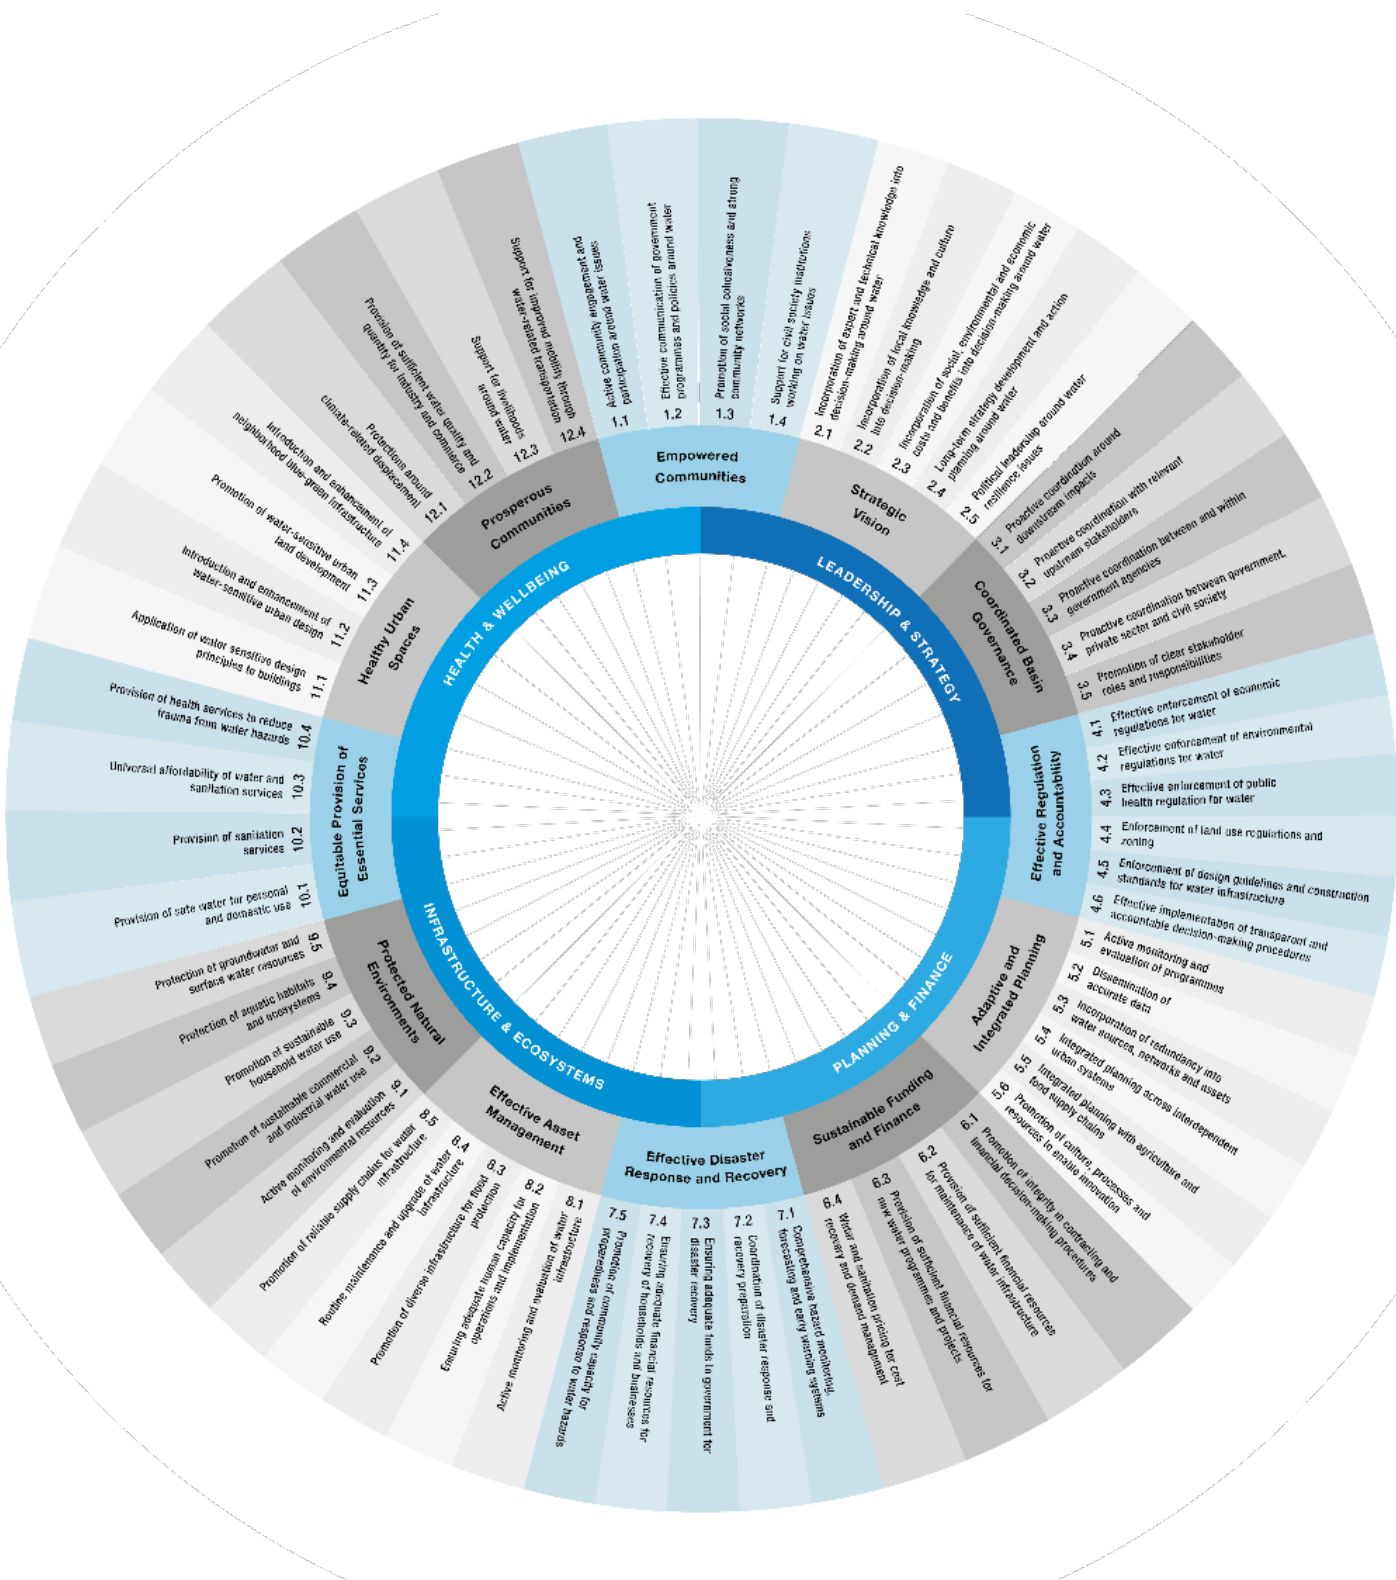 LEADERSHIP & STRATEGY
Empowered
Communities
1.1
Active community engagement and
participation around water issues
1.2
Effective communication of government
programmes and policies around water
1.3
Promotion of social cohesiveness and strong
community networks
1.4
Support for civil society institutions
working on water issues
Strategic
Vision
2.1
Incorporation of expert and technical knowledge into
decision-making around water
2.2
Incorporation of local knowledge and culture
into decision-making
2.3
Incorporation of social, environmental and economic
costs and benefits into decision-making around water
2.4
Long-term strategy development and action
planning around water
2.5
Political leadership around water
resilience issues
Coordinated Basin
Governance
3.1
Proactive coordination around
downstream impacts
3.2
Proactive coordination with relevant
upstream stakeholders
3.3
Proactive coordination between and within
government agencies
3.4
Proactive coordination between government,
private sector and civil society
3.5
Promotion of clear stakeholder
roles and responsibilities
PLANNING & FINANCE
Effective Regulation
and Accountability
4.1
Effective enforcement of economic
regulations for water
4.2
Effective enforcement of environmental
regulations for water
4.3
Effective enforcement of public
health regulation for water
4.4
Enforcement of land use regulations and
zoning
4.5
Enforcement of design guidelines and construction
standards for water infrastructure
4.6
Effective implementation of transparent and
accountable decision-making procedures
Adaptive and
Integrated Planning
5.1
Active monitoring and
evaluation of programmes
5.2
Dissemination of
accurate data
5.3
Incorporation of redundancy into
water sources, networks and assets
5.4
Integrated planning across interdependent
urban systems
5.5
Integrated planning with agriculture and
food supply chains
5.6
Promotion of culture, processes and
resources to enable innovation
Sustainable Funding
and Finance
6.1
Promotion of integrity in contracting and
financial decision-making procedures
6.2
Provision of sufficient financial resources
for maintenance of water infrastructure
6.3
Provision of sufficient financial resources for
new water programmes and projects
6.4
Water and sanitation pricing for cost
recovery and demand management
INFRASTRUCTURE & ECOSYSTEMS
Effective Disaster
Response and Recovery
7.1
Comprehensive hazard monitoring,
forecasting and early warning systems
7.2
Coordination of disaster response and
recovery preparation
7.3
Ensuring adequate funds to government for
disaster recovery
7.4
Ensuring adequate financial resources for
recovery of households and businesses
7.5
Promotion of community capacity for
preparedness and response to water hazards
Effective Asset
Management
8.1
Active monitoring and evaluation of water
infrastructure
8.2
Ensuring adequate human capacity for
operations and implementation
8.3
Promotion of diverse infrastructure for flood
protection
8.4
Routine maintenance and upgrade of water
infrastructure
8.5
Promotion of reliable supply chains for water
infrastructure
Protected Natural
Environments
9.1
Active monitoring and evaluation
of environmental resources
9.2
Promotion of sustainable commercial
and industrial water use
9.3
Promotion of sustainable
household water use
9.4
Protection of aquatic habitats
and ecosystems
9.5
Protection of groundwater and
surface water resources
HEALTH & WELLBEING
Equitable Provision of
Essential Services
10.1
Provision of safe water for personal
and domestic use
10.2
Provision of sanitation
services
10.3
Universal affordability of water and
sanitation services
10.4
Provision of health services to reduce
trauma from water hazards
Healthy Urban
Spaces
11.1
Application of water sensitive design
principles to buildings
11.2
Introduction and enhancement of
water-sensitive urban design
11.3
Promotion of water-sensitive urban
land development
11.4
Introduction and enhancement of
neighborhood blue-green infrastructure
Prosperous
Communities
12.1
Protections around
climate-related displacement
12.2
Provision of sufficient water quality and
quantity for industry and commerce
12.3
Support for livelihoods
around water
12.4
Support for improved mobility through
water-related transportation